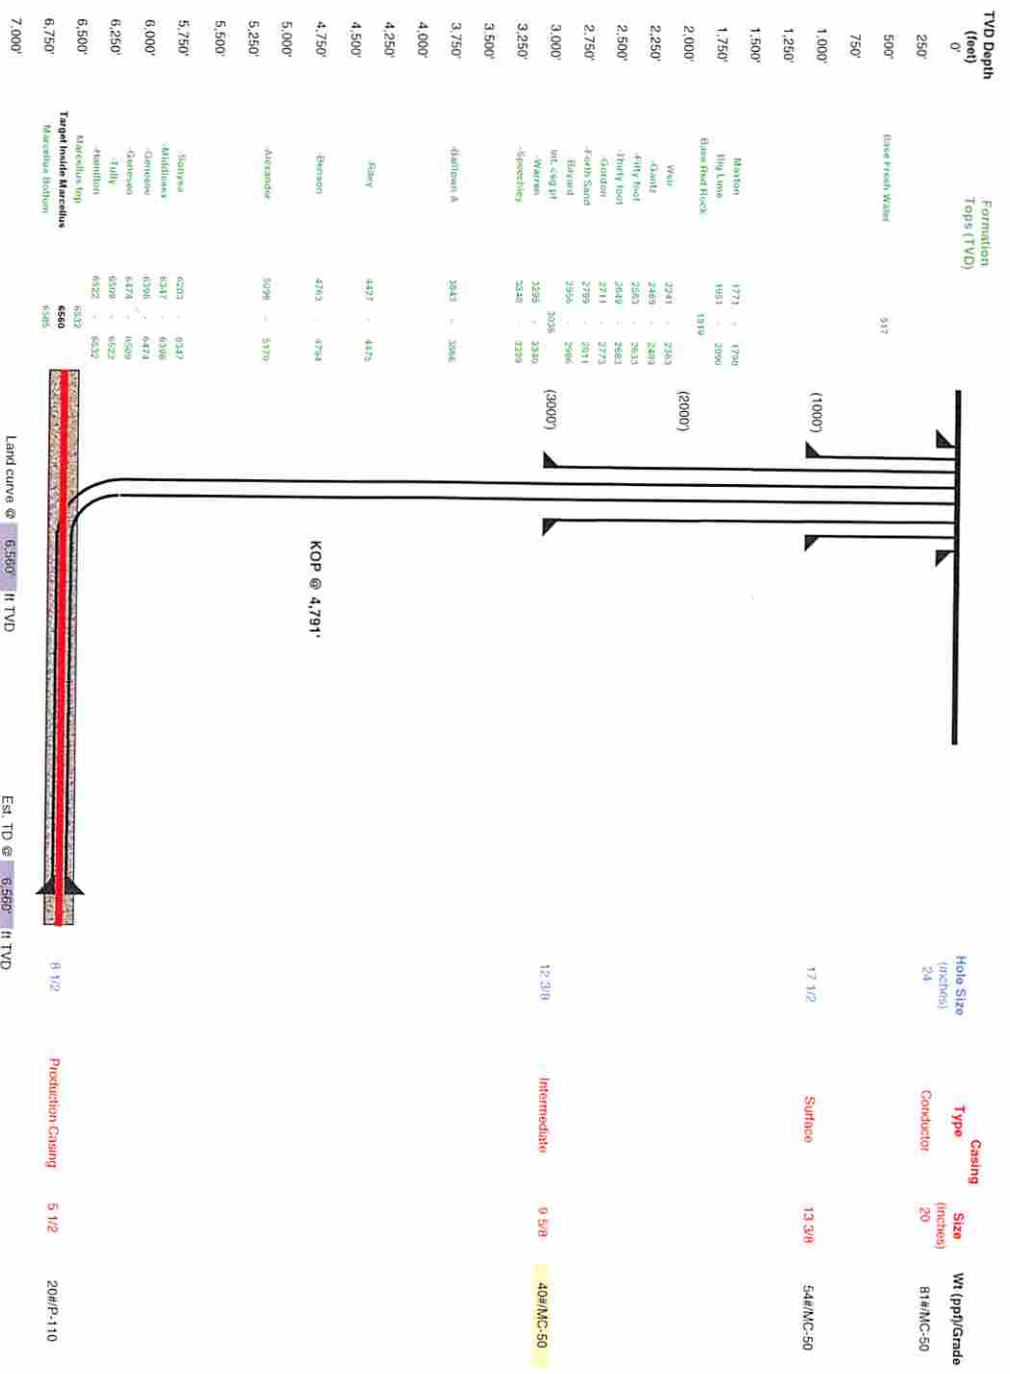 TVD Depth
(feet)
0'
250'
500'
750'
1,000'
1,250'
1,500'
1,750'
2,000'
2,250'
2,500'
2,750'
3,000'
3,250'
3,500'
3,750'
4,000'
4,250'
4,500'
4,750'
5,000'
5,250'
5,500'
5,750'
6,000'
6,250'
6,500'
6,750'
7,000'
Formation
Tops (TVD)
Base Fresh Water 517
Maxton 1771 - 1790
Big Lime 1951 - 2090
Base Red Rock 1919
Weir 2241 - 2363
-Gantz 2469 - 2489
-Fifty foot 2583 - 2633
-Thirty foot 2649 - 2683
-Gordon 2711 - 2773
-Forth Sand 2799 - 2811
Bayard 2956 - 2986
Int. csg pt 3036
-Warren 3295 - 3340
-Speechley 3348 - 3399
-Balltown A 3843 - 3866
-Riley 4427 - 4475
-Benson 4763 - 4794
-Alexander 5098 - 5170
-Sonyea 6203 - 6347
-Middlesex 6347 - 6398
-Genesee 6398 - 6474
-Geneseo 6474 - 6509
-Tully 6509 - 6522
-Hamilton 6522 - 6532
Marcellus top 6532
Target Inside Marcellus 6560
Marcellus Bottom 6585
(1000')
(2000')
(3000')
KOP @ 4,791'
Land curve @ 6,560' ft TVD
Est. TD @ 6,560' ft TVD
Casing
Hole Size Type Size Wt (ppf)/Grade
(inches) (inches)
24 Conductor 20 81#/MC-50
17 1/2 Surface 13 3/8 54#/MC-50
12 3/8 Intermediate 9 5/8 40#/MC-50
8 1/2 Production Casing 5 1/2 20#/P-110